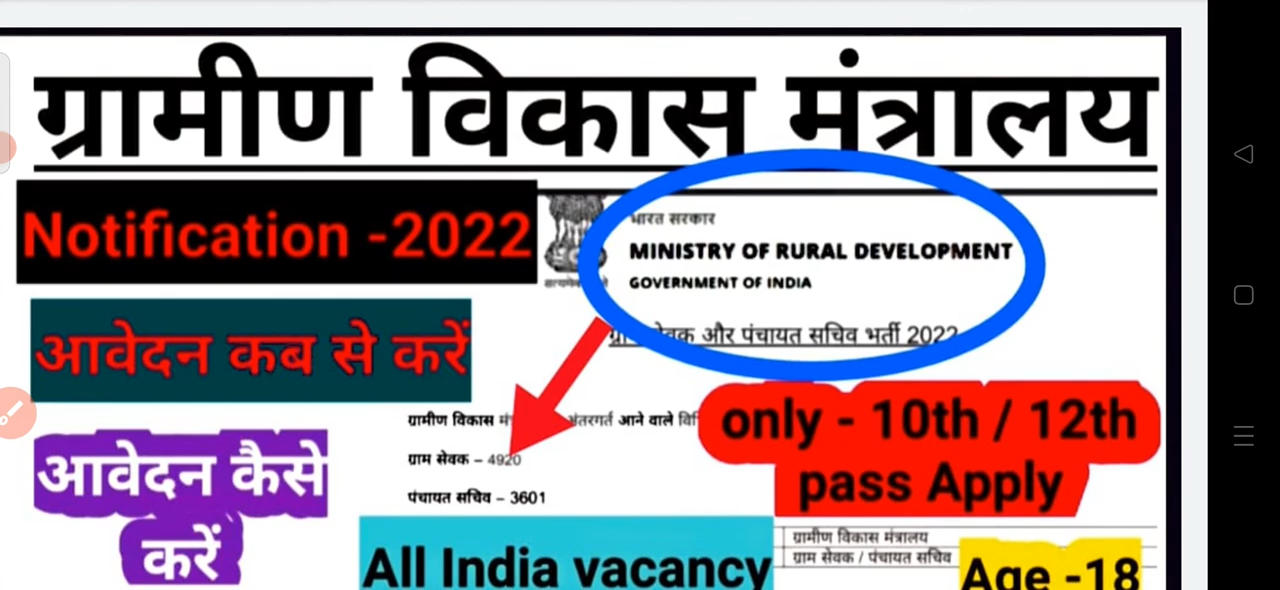 ग्रामीण विकास मंत्रालय
Notification -2022
भारत सरकार
MINISTRY OF RURAL DEVELOPMENT
GOVERNMENT OF INDIA
और पंचायत सचिव भर्ती 2022
आवेदन कब से करें
ग्रामीण विकास आने वाले
only - 10th / 12th
pass Apply
ग्राम सेवक – 4920
पंचायत सचिव – 3601
आवेदन कैसे
करें
All India vacancy
ग्रामीण विकास मंत्रालय
ग्राम सेवक / पंचायत सचिव
Age -18